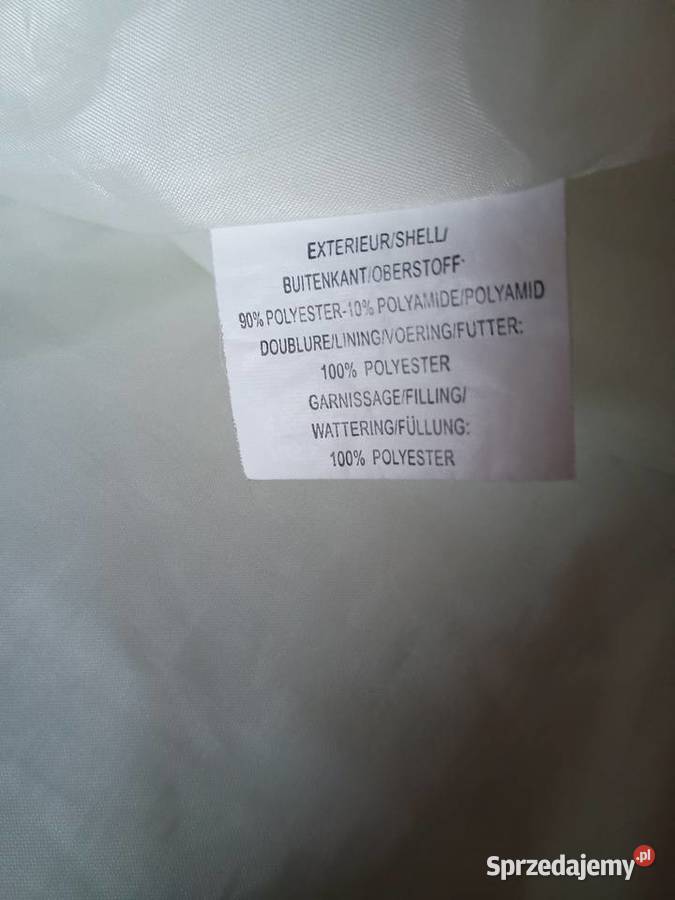 EXTERIEUR/SHELL/
BUITENKANT/OBERSTOFF:
90% POLYESTER-10% POLYAMIDE/POLYAMID
DOUBLURE/LINING/VOERING/FUTTER:
100% POLYESTER
GARNISSAGE/FILLING/
WATTERING/FÜLLUNG:
100% POLYESTER
Sprzedajemy.pl